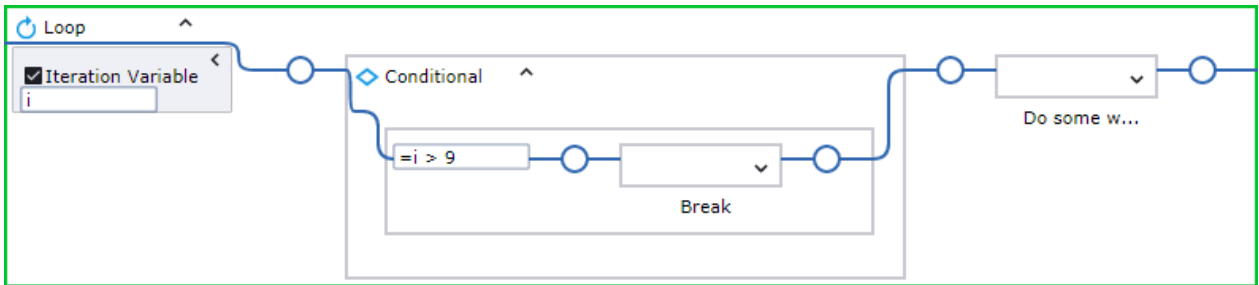 Loop
Iteration Variable
i
Conditional
=i > 9
Break
Do some w...